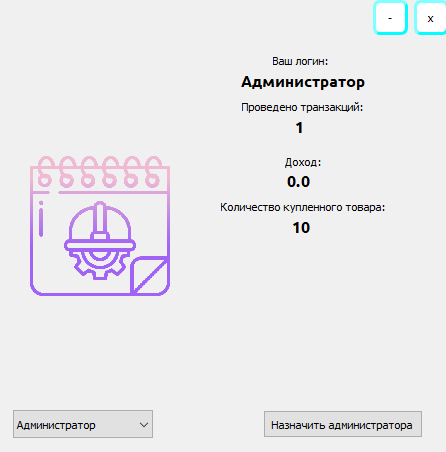 - x
Ваш логин:
Администратор
Проведено транзакций:
1
Доход:
0.0
Количество купленного товара:
10
Администратор
Назначить администратора